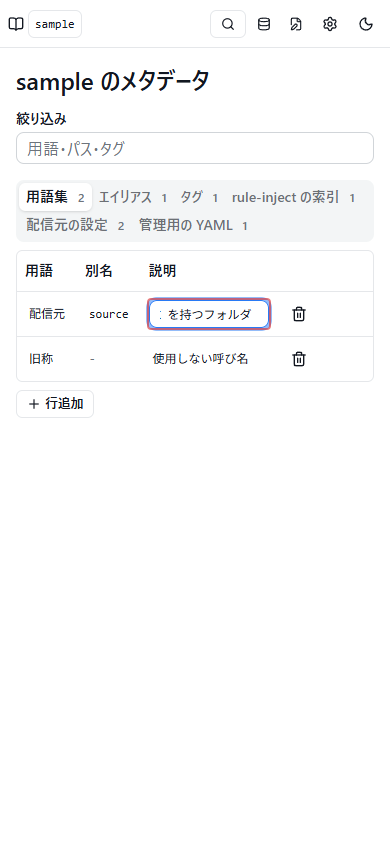 sample
sample のメタデータ
絞り込み
用語・パス・タグ
用語集 2 エイリアス 1 タグ 1 rule-inject の索引 1
配信元の設定 2 管理用の YAML 1
用語 別名 説明
配信元 source を持つフォルダ
旧称 - 使用しない呼び名
+ 行追加